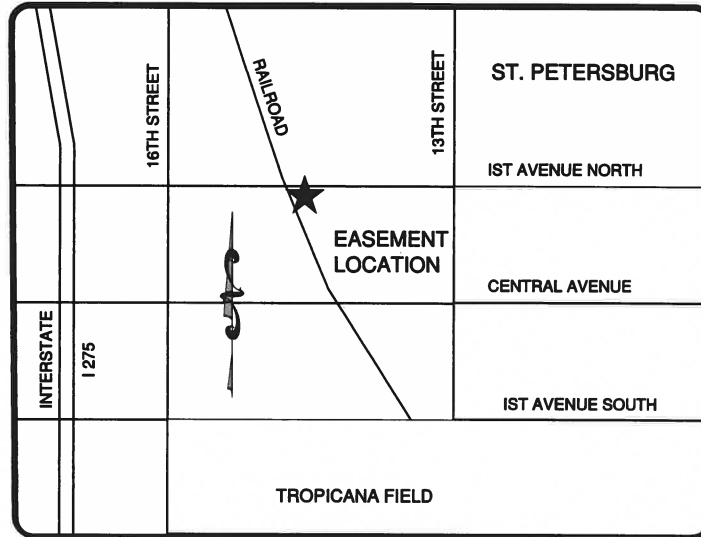 ST. PETERSBURG
16TH STREET
RAILROAD
13TH STREET
IST AVENUE NORTH
EASEMENT
LOCATION
CENTRAL AVENUE
INTERSTATE
I 275
IST AVENUE SOUTH
TROPICANA FIELD